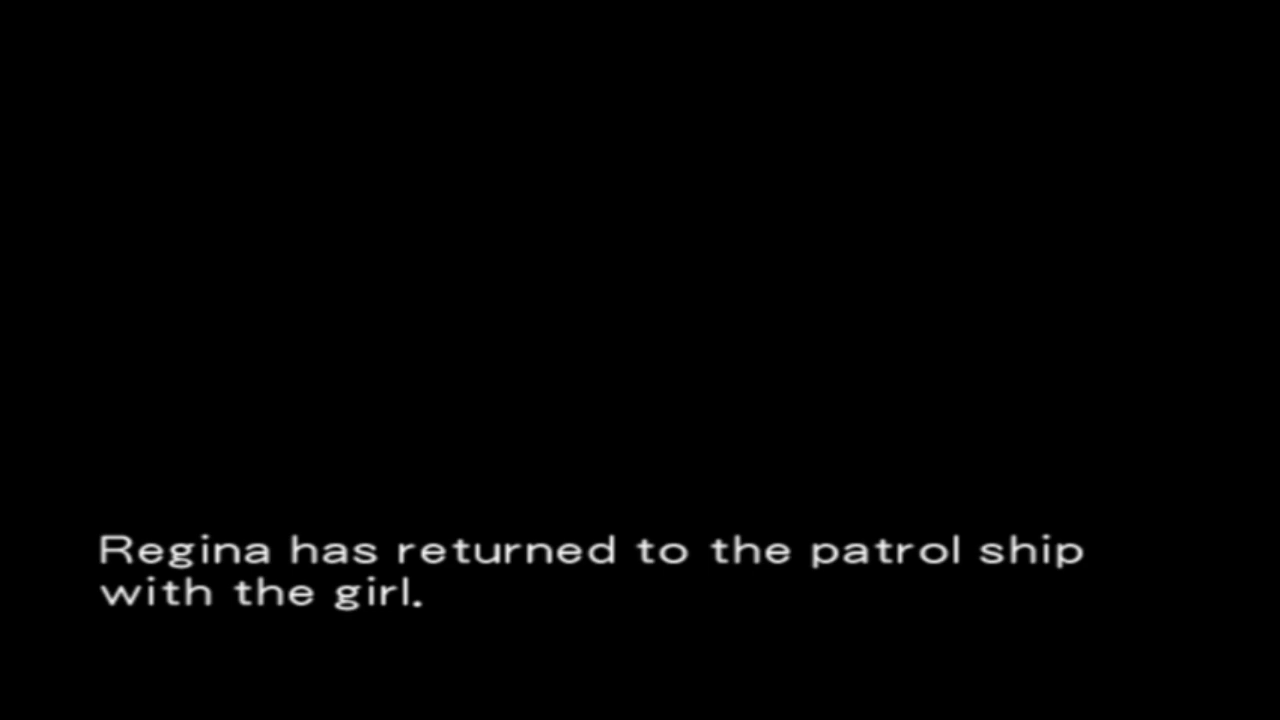 Regina has returned to the patrol ship
with the girl.